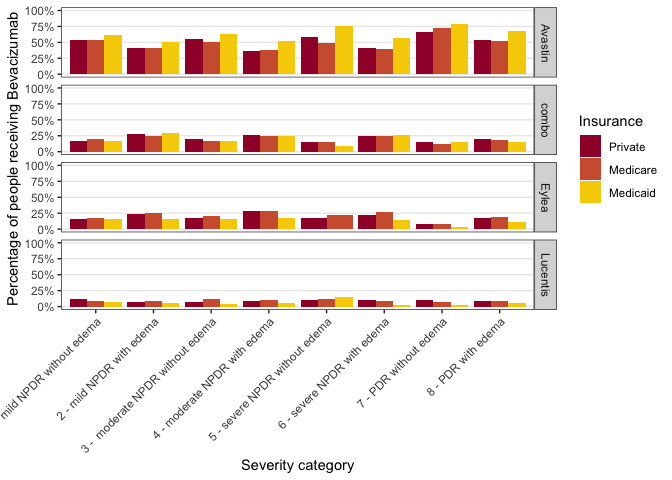 Percentage of people receiving Bevacizumab
100%
75%
50%
25%
0%
Avastin
100%
75%
50%
25%
0%
combo
100%
75%
50%
25%
0%
Eylea
100%
75%
50%
25%
0%
Lucentis
mild NPDR without edema
2 - mild NPDR with edema
3 -  moderate NPDR without edema
4 - moderate NPDR with edema
5 - severe NPDR without edema
6 - severe NPDR with edema
7 - PDR without edema
8 - PDR with edema
Severity category
Insurance
Private
Medicare
Medicaid